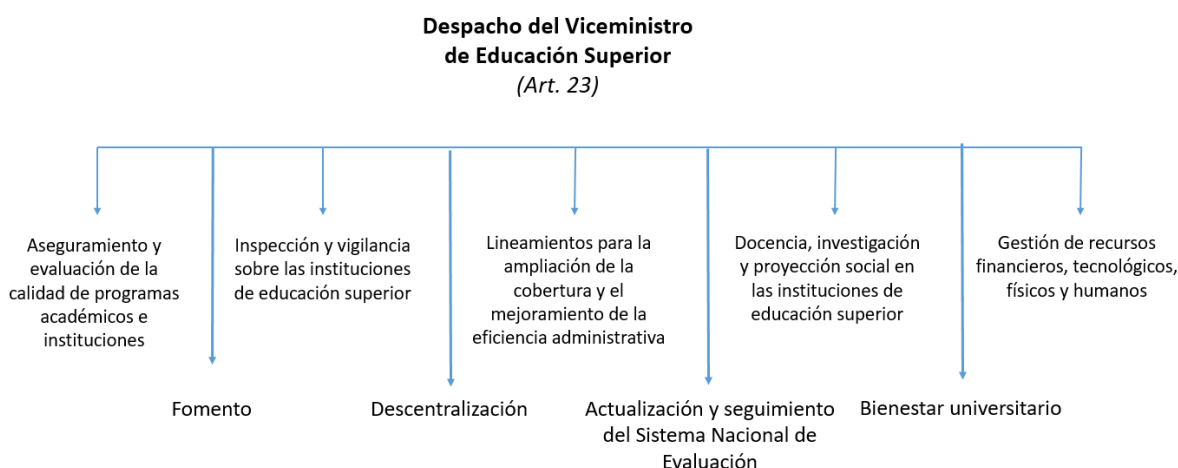 Despacho del Viceministro
de Educación Superior
(Art. 23)
Aseguramiento y
evaluación de la
calidad de programas
académicos e
instituciones
Inspección y vigilancia
sobre las instituciones
de educación superior
Lineamientos para la
ampliación de la
cobertura y el
mejoramiento de la
eficiencia administrativa
Docencia, investigación
y proyección social en
las instituciones de
educación superior
Gestión de recursos
financieros, tecnológicos,
físicos y humanos
Fomento
Descentralización
Actualización y seguimiento
del Sistema Nacional de
Evaluación
Bienestar universitario